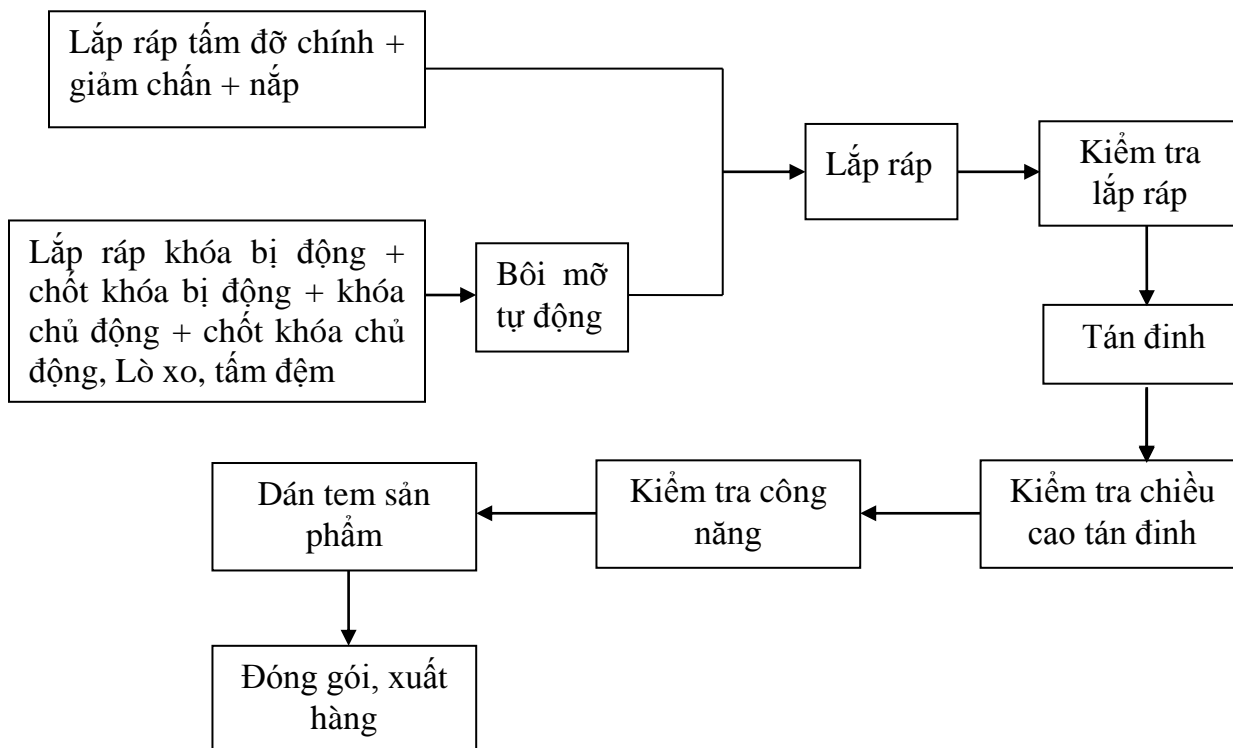 Lắp ráp tấm đỡ chính +
giảm chấn + nắp
Lắp ráp khóa bị động +
chốt khóa bị động + khóa
chủ động + chốt khóa chủ
động, Lò xo, tấm đệm
Bôi mỡ
tự động
Lắp ráp
Kiểm tra
lắp ráp
Tán đinh
Kiểm tra chiều
cao tán đinh
Kiểm tra công
năng
Dán tem sản
phẩm
Đóng gói, xuất
hàng